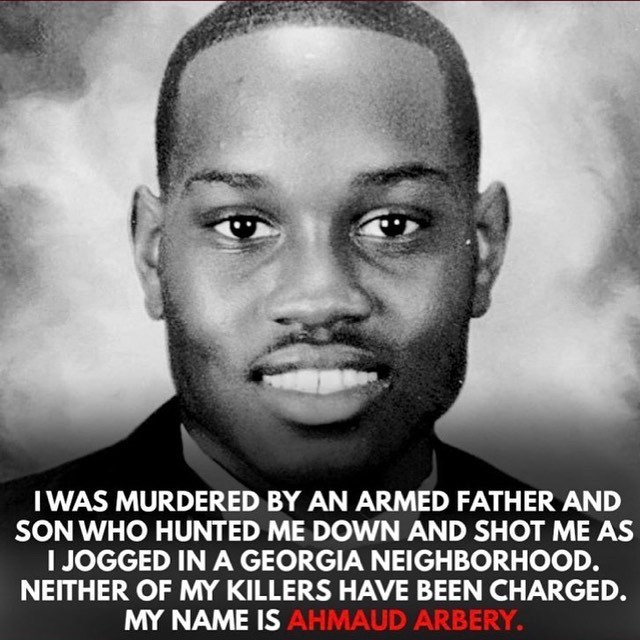 I WAS MURDERED BY AN ARMED FATHER AND
SON WHO HUNTED ME DOWN AND SHOT ME AS
I JOGGED IN A GEORGIA NEIGHBORHOOD.
NEITHER OF MY KILLERS HAVE BEEN CHARGED.
MY NAME IS AHMAUD ARBERY.